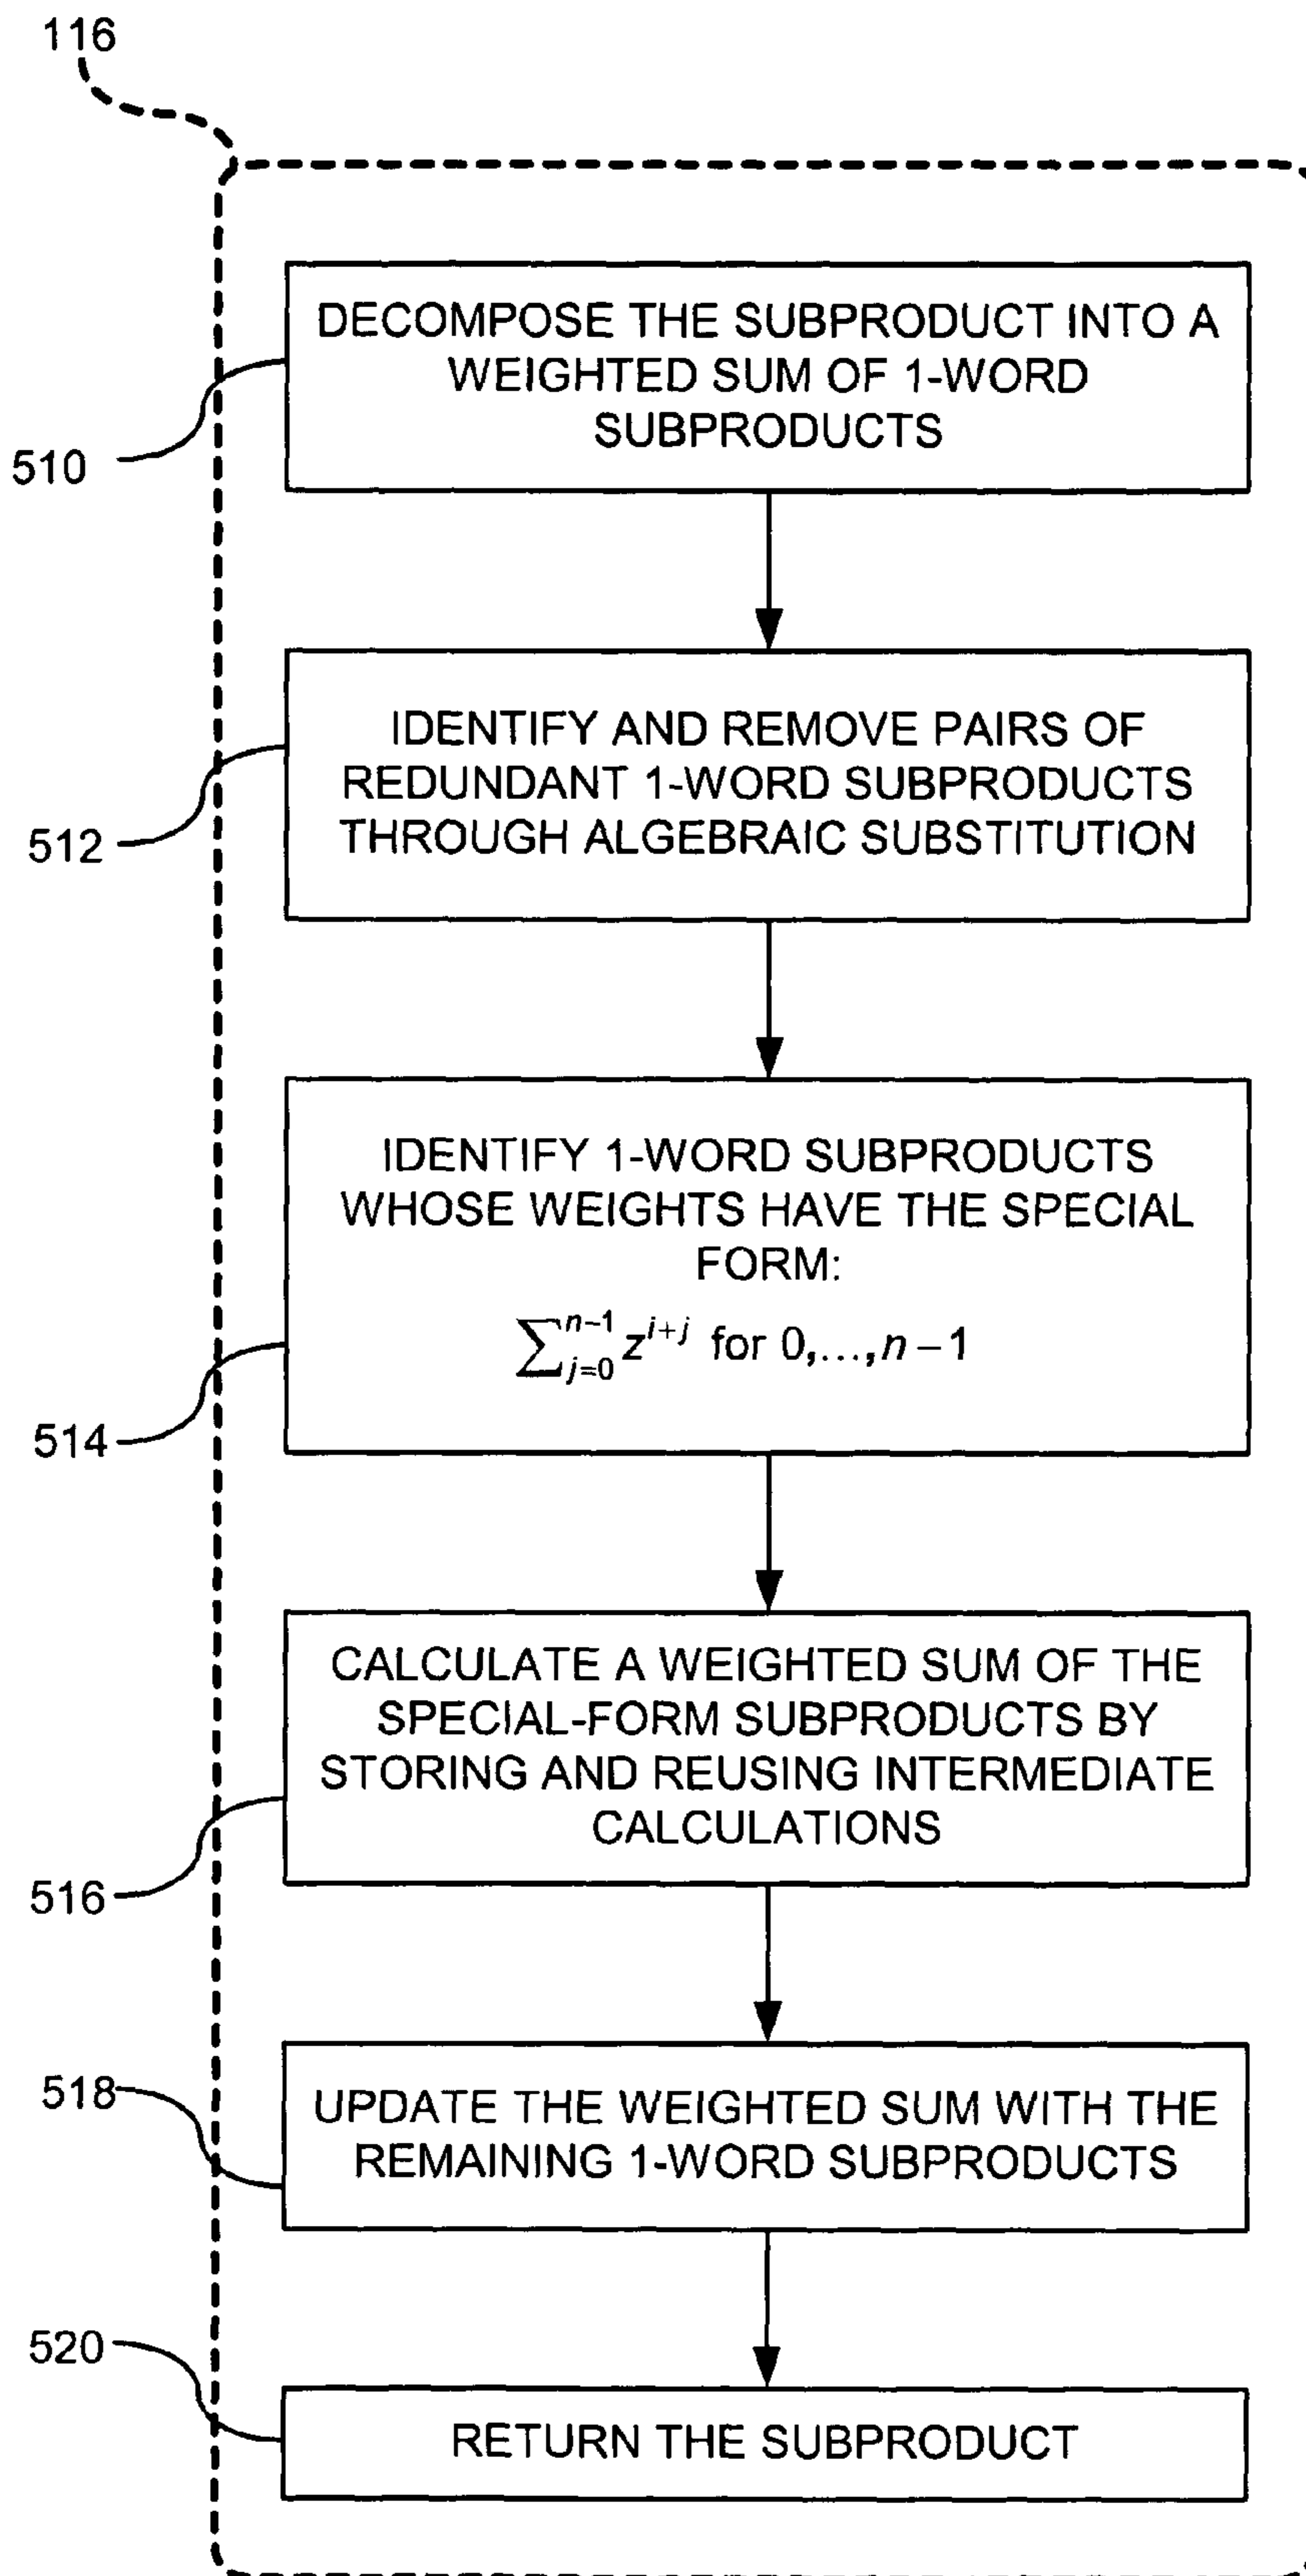 116
DECOMPOSE THE SUBPRODUCT INTO A
WEIGHTED SUM OF 1-WORD
SUBPRODUCTS
510
IDENTIFY AND REMOVE PAIRS OF
REDUNDANT 1-WORD SUBPRODUCTS
THROUGH ALGEBRAIC SUBSTITUTION
512
IDENTIFY 1-WORD SUBPRODUCTS
WHOSE WEIGHTS HAVE THE SPECIAL
FORM:
∑_{j=0}^{n−1} z^{i+j} for 0,...,n−1
514
CALCULATE A WEIGHTED SUM OF THE
SPECIAL-FORM SUBPRODUCTS BY
STORING AND REUSING INTERMEDIATE
CALCULATIONS
516
UPDATE THE WEIGHTED SUM WITH THE
REMAINING 1-WORD SUBPRODUCTS
518
RETURN THE SUBPRODUCT
520